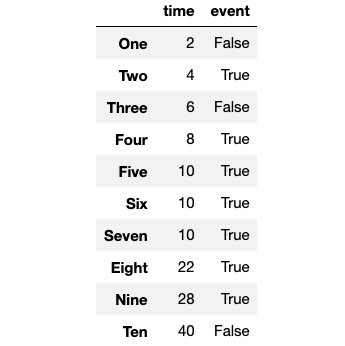 time event
One 2 False
Two 4 True
Three 6 False
Four 8 True
Five 10 True
Six 10 True
Seven 10 True
Eight 22 True
Nine 28 True
Ten 40 False